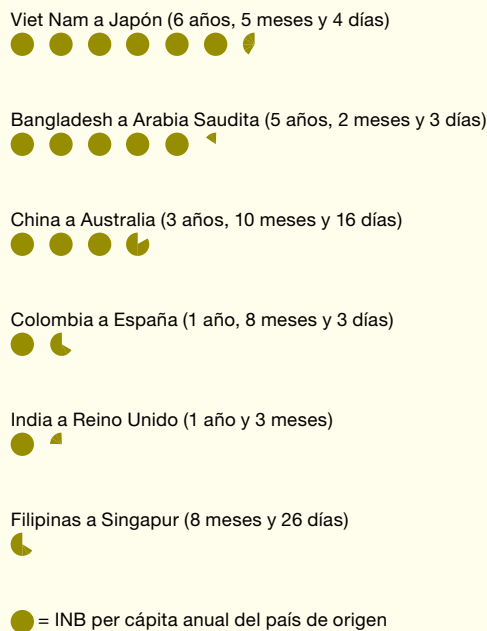 Viet Nam a Japón (6 años, 5 meses y 4 días)
Bangladesh a Arabia Saudita (5 años, 2 meses y 3 días)
China a Australia (3 años, 10 meses y 16 días)
Colombia a España (1 año, 8 meses y 3 días)
India a Reino Unido (1 año y 3 meses)
Filipinas a Singapur (8 meses y 26 días)
= INB per cápita anual del país de origen